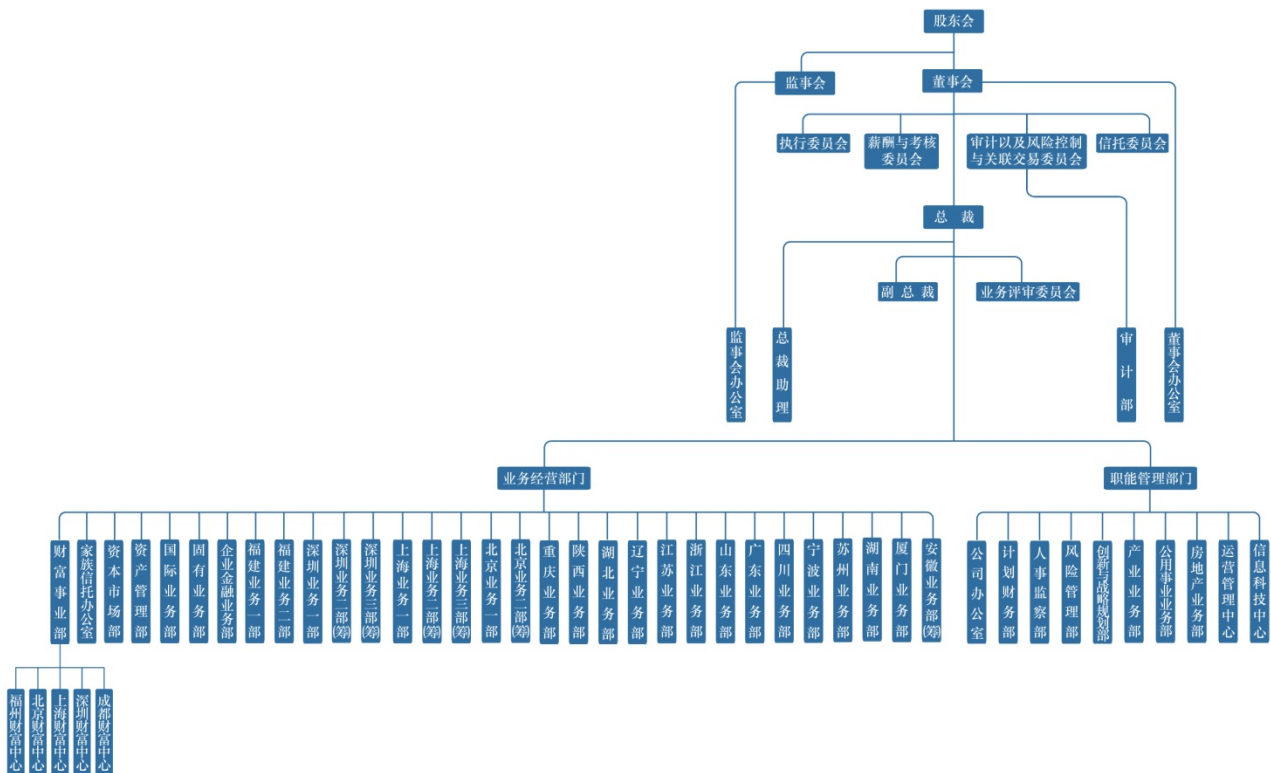 股东会
监事会
董事会
执行委员会
薪酬与考核
委员会
审计以及风险控制
与关联交易委员会
信托委员会
总裁
副总裁
业务评审委员会
监事会办公室
总裁助理
审计部
董事会办公室
业务经营部门
职能管理部门
财富事业部
家族信托办公室
资本市场部
资产管理部
国际业务部
固有业务部
企业金融业务部
福建业务一部
福建业务二部
深圳业务一部
深圳业务二部(筹)
深圳业务三部(筹)
上海业务一部
上海业务二部(筹)
上海业务三部(筹)
北京业务一部
北京业务二部(筹)
重庆业务部
陕西业务部
湖北业务部
辽宁业务部
江苏业务部
浙江业务部
山东业务部
广东业务部
四川业务部
宁波业务部
苏州业务部
湖南业务部
厦门业务部
安徽业务部(筹)
公司办公室
计划财务部
人事监察部
风险管理部
创新与战略规划部
产业业务部
公用事业业务部
房地产业务部
运营管理中心
信息科技中心
福州财富中心
北京财富中心
上海财富中心
深圳财富中心
成都财富中心